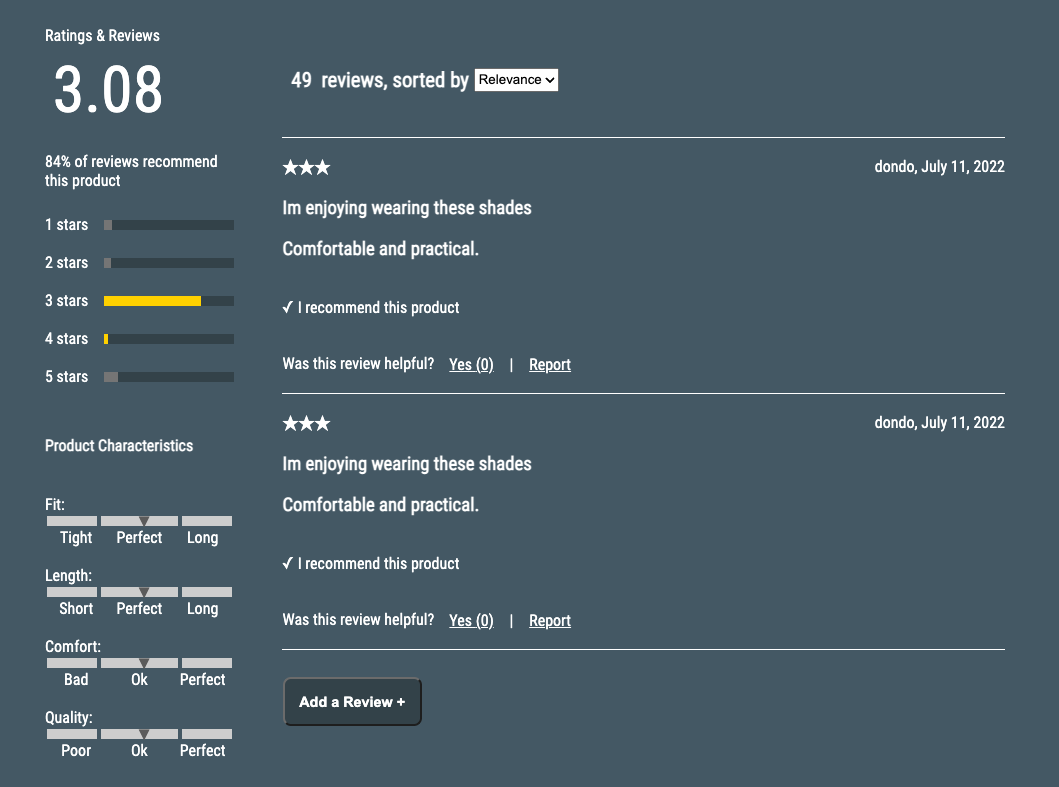 Ratings & Reviews
3.08
84% of reviews recommend
this product
1 stars
2 stars
3 stars
4 stars
5 stars
Product Characteristics
Fit:
Tight Perfect Long
Length:
Short Perfect Long
Comfort:
Bad Ok Perfect
Quality:
Poor Ok Perfect
49 reviews, sorted by Relevance
★★★ dondo, July 11, 2022
Im enjoying wearing these shades
Comfortable and practical.
✓ I recommend this product
Was this review helpful? Yes (0) | Report
★★★ dondo, July 11, 2022
Im enjoying wearing these shades
Comfortable and practical.
✓ I recommend this product
Was this review helpful? Yes (0) | Report
Add a Review +